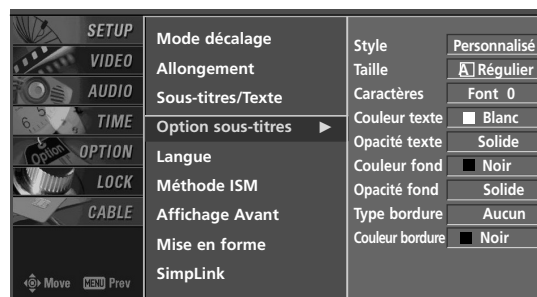 SETUP
VIDEO
AUDIO
TIME
OPTION
LOCK
CABLE
Move MENU Prev
Mode décalage
Allongement
Sous-titres/Texte
Option sous-titres ►
Langue
Méthode ISM
Affichage Avant
Mise en forme
SimpLink
Style Personnalisé
Taille A Régulier
Caractères Font 0
Couleur texte Blanc
Opacité texte Solide
Couleur fond Noir
Opacité fond Solide
Type bordure Aucun
Couleur bordure Noir